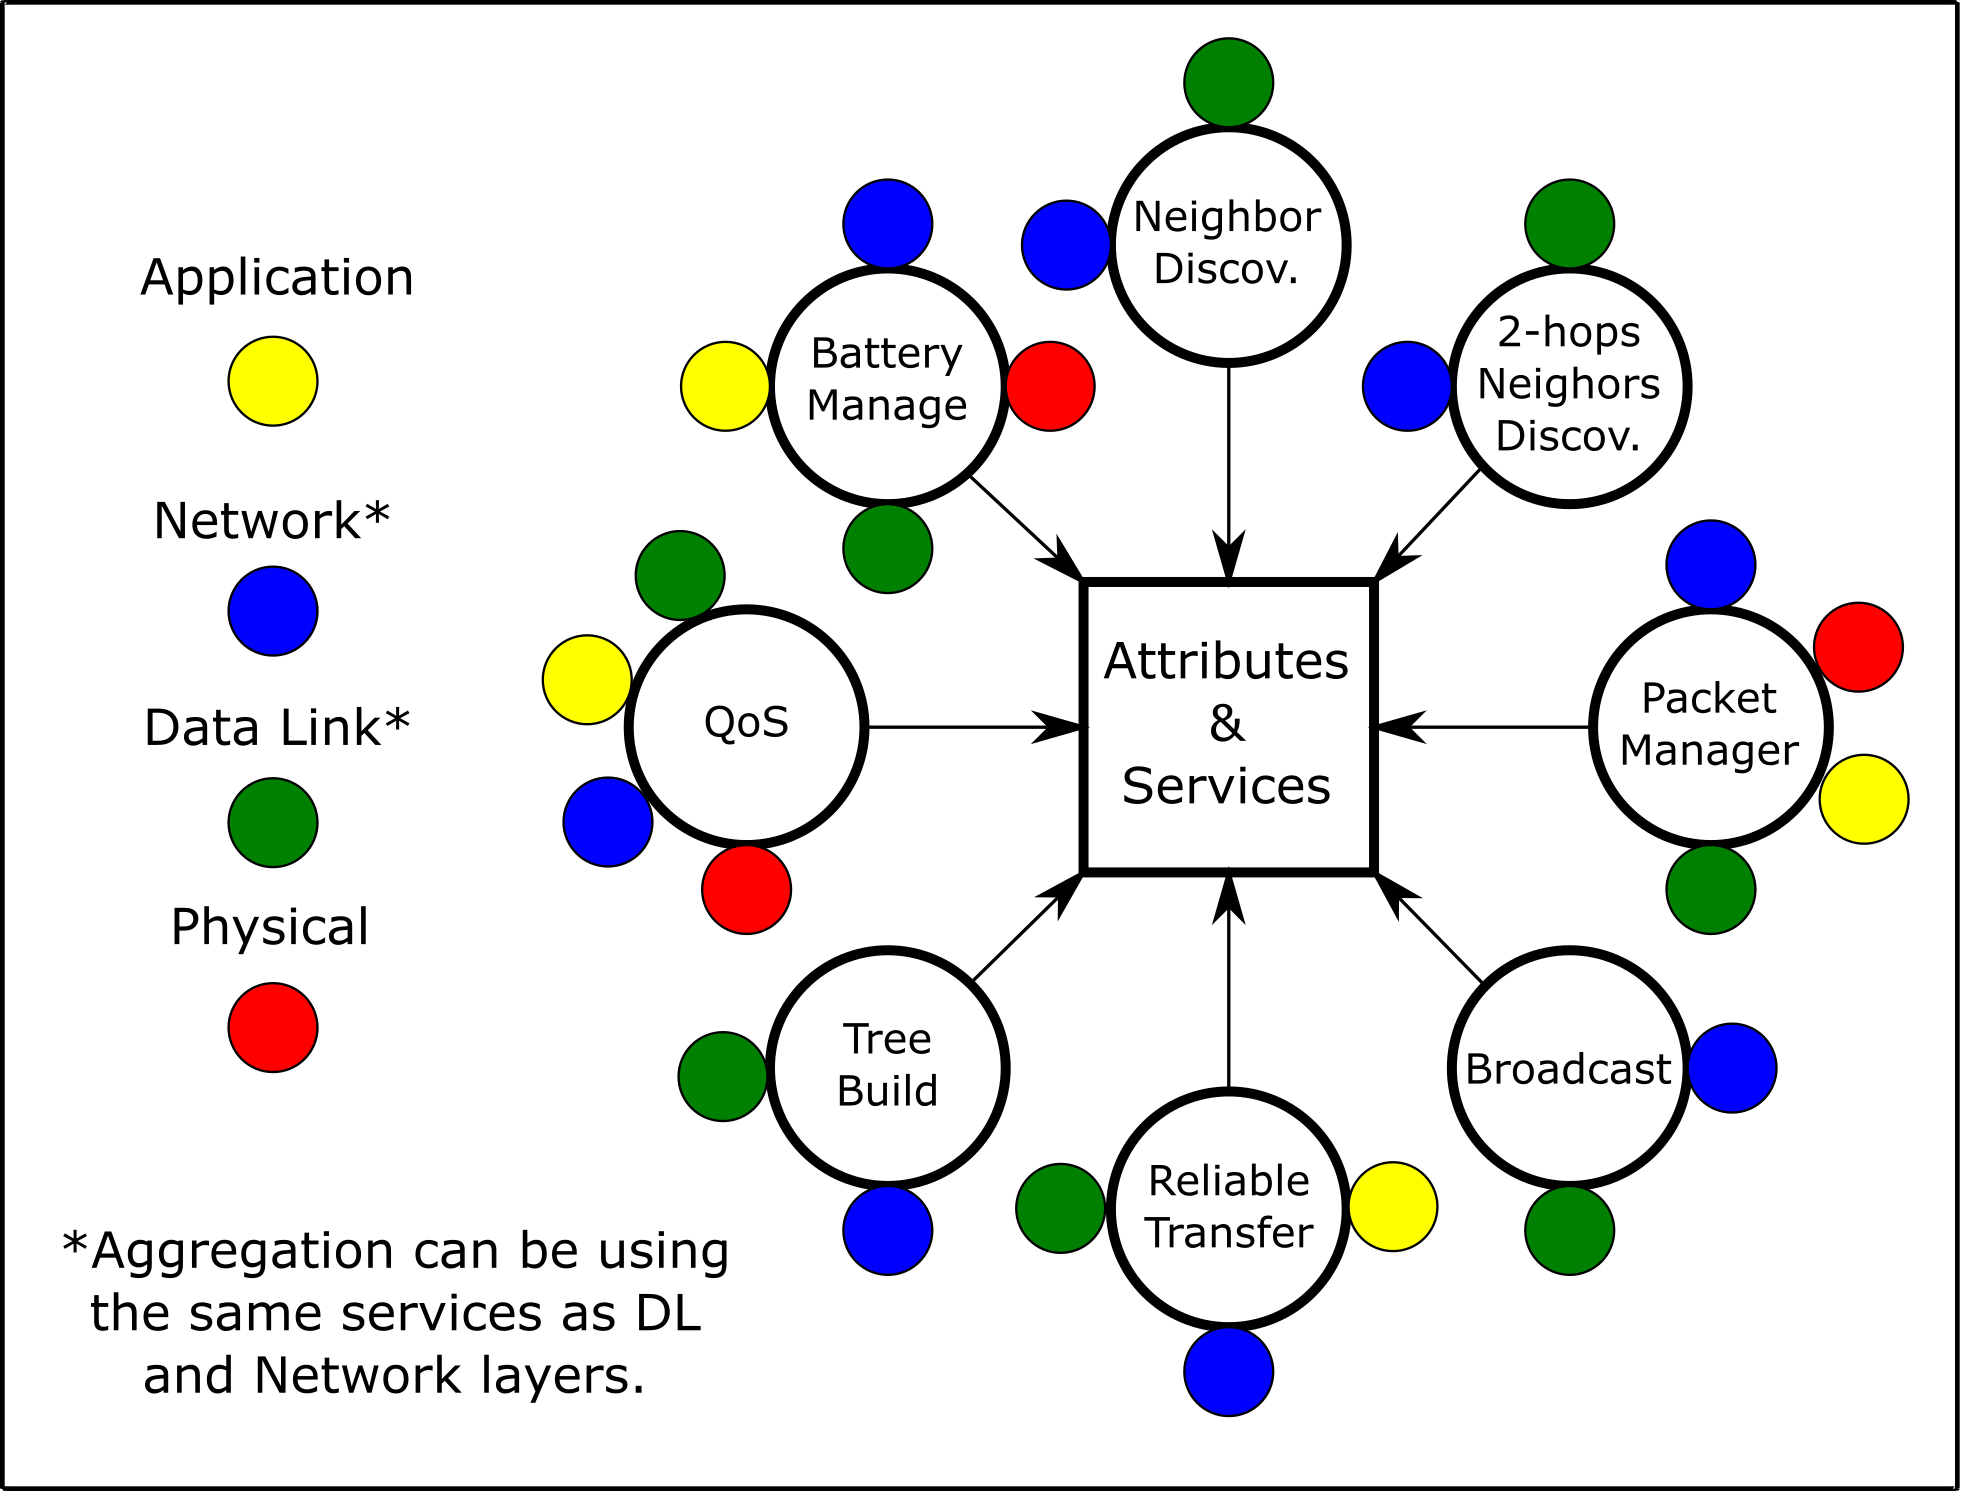 Application
Network*
Data Link*
Physical
*Aggregation can be using
the same services as DL
and Network layers.
Neighbor
Discov.
2-hops
Neighors
Discov.
Battery
Manage
QoS
Attributes
&
Services
Packet
Manager
Tree
Build
Reliable
Transfer
Broadcast